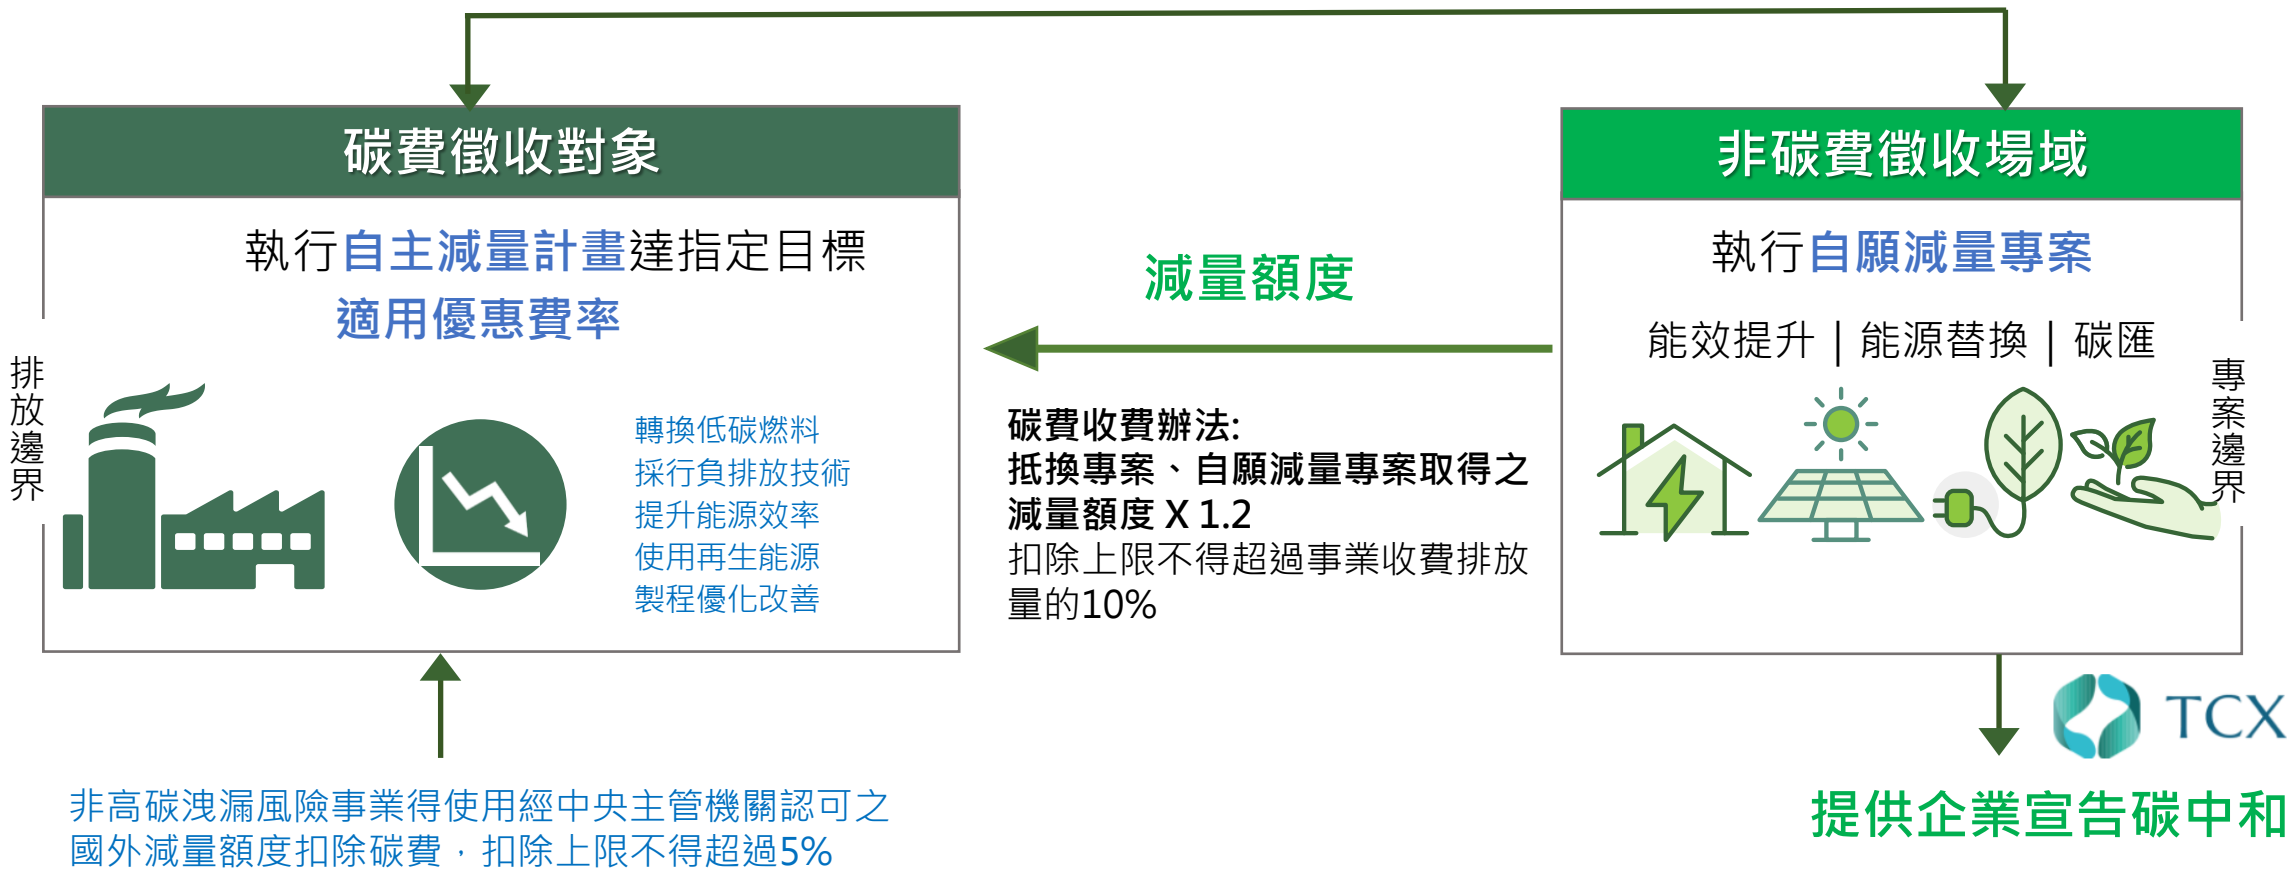 碳費徵收對象
執行自主減量計畫達指定目標
適用優惠費率
排放邊界
轉換低碳燃料
採行負排放技術
提升能源效率
使用再生能源
製程優化改善
非高碳洩漏風險事業得使用經中央主管機關認可之
國外減量額度扣除碳費，扣除上限不得超過5%
減量額度
碳費收費辦法:
抵換專案、自願減量專案取得之
減量額度 X 1.2
扣除上限不得超過事業收費排放
量的10%
非碳費徵收場域
執行自願減量專案
能效提升 | 能源替換 | 碳匯
專案邊界
TCX
提供企業宣告碳中和